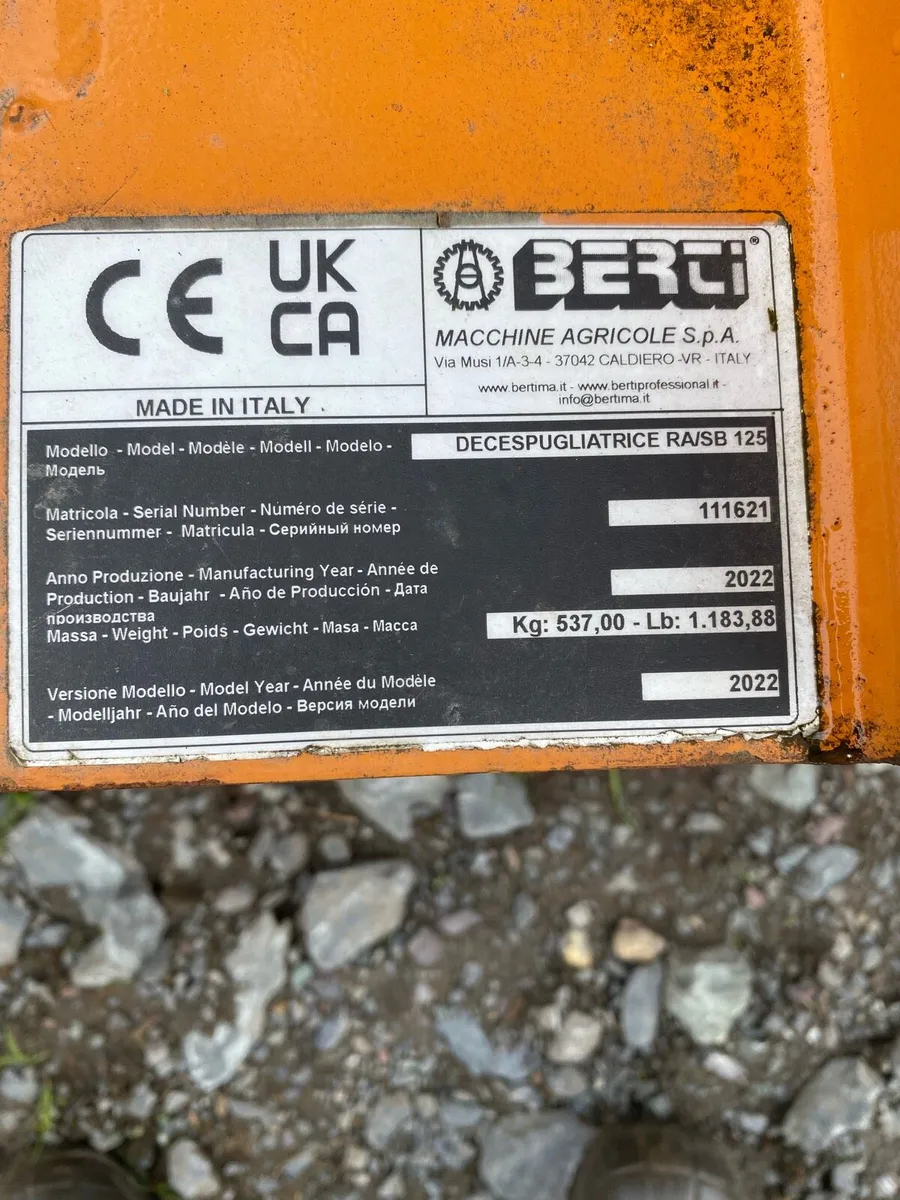 CE
UK
CA
BERTI®
MACCHINE AGRICOLE S.p.A.
Via Musi 1/A-3-4 - 37042 CALDIERO -VR - ITALY
www.bertima.it - www.bertiprofessional.it -
info@bertima.it
MADE IN ITALY
Modello - Model - Modèle - Modell - Modelo -
Модель
DECESPUGLIATRICE RA/SB 125
Matricola - Serial Number - Numéro de série -
Seriennummer - Matricula - Серийный номер
111621
Anno Produzione - Manufacturing Year - Année de
Production - Baujahr - Año de Producción - Дата
производства
2022
Massa - Weight - Poids - Gewicht - Masa - Масса
Kg: 537,00 - Lb: 1.183,88
Versione Modello - Model Year - Année du Modèle
- Modelljahr - Año del Modelo - Версия модели
2022